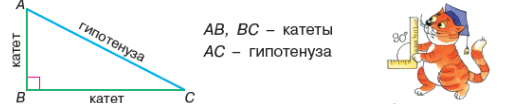 A
катет
гипотенуза
B
катет
C
AB, BC – катеты
AC – гипотенуза
90°